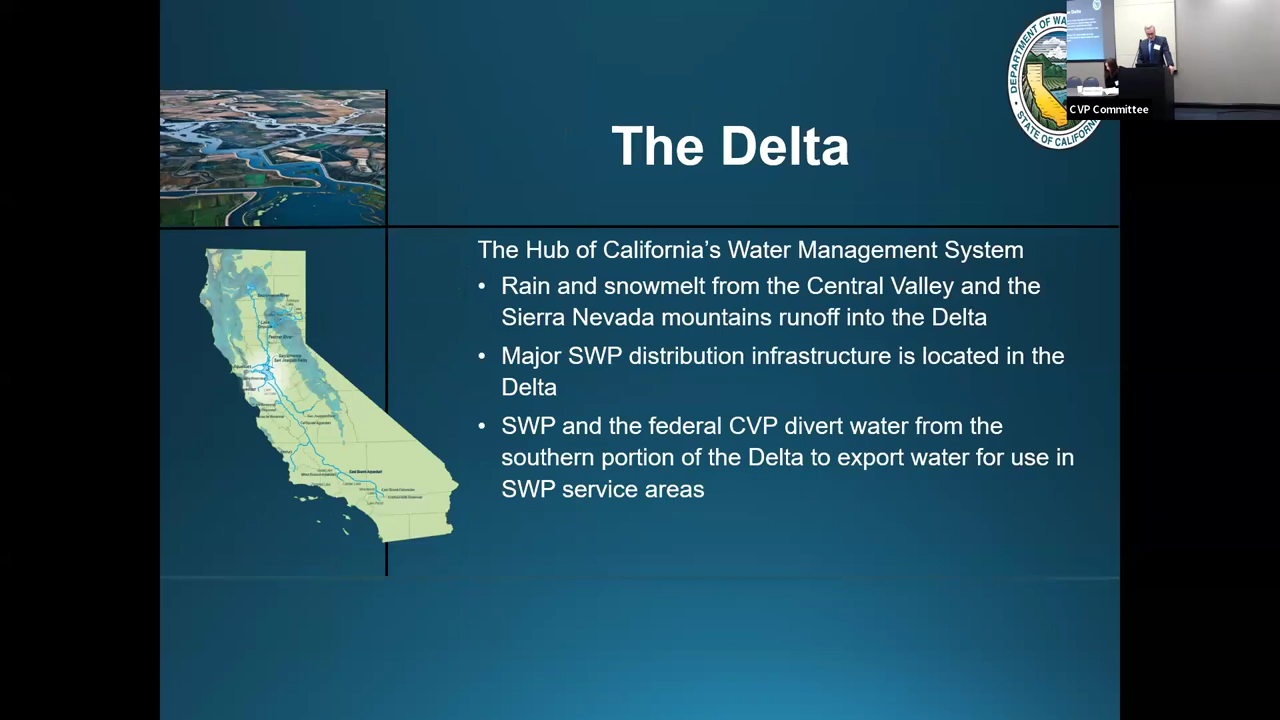 The Delta
DEPARTMENT OF WA
STATE OF CALIFOR
CVP Committee
The Hub of California's Water Management System
• Rain and snowmelt from the Central Valley and the
Sierra Nevada mountains runoff into the Delta
• Major SWP distribution infrastructure is located in the
Delta
• SWP and the federal CVP divert water from the
southern portion of the Delta to export water for use in
SWP service areas